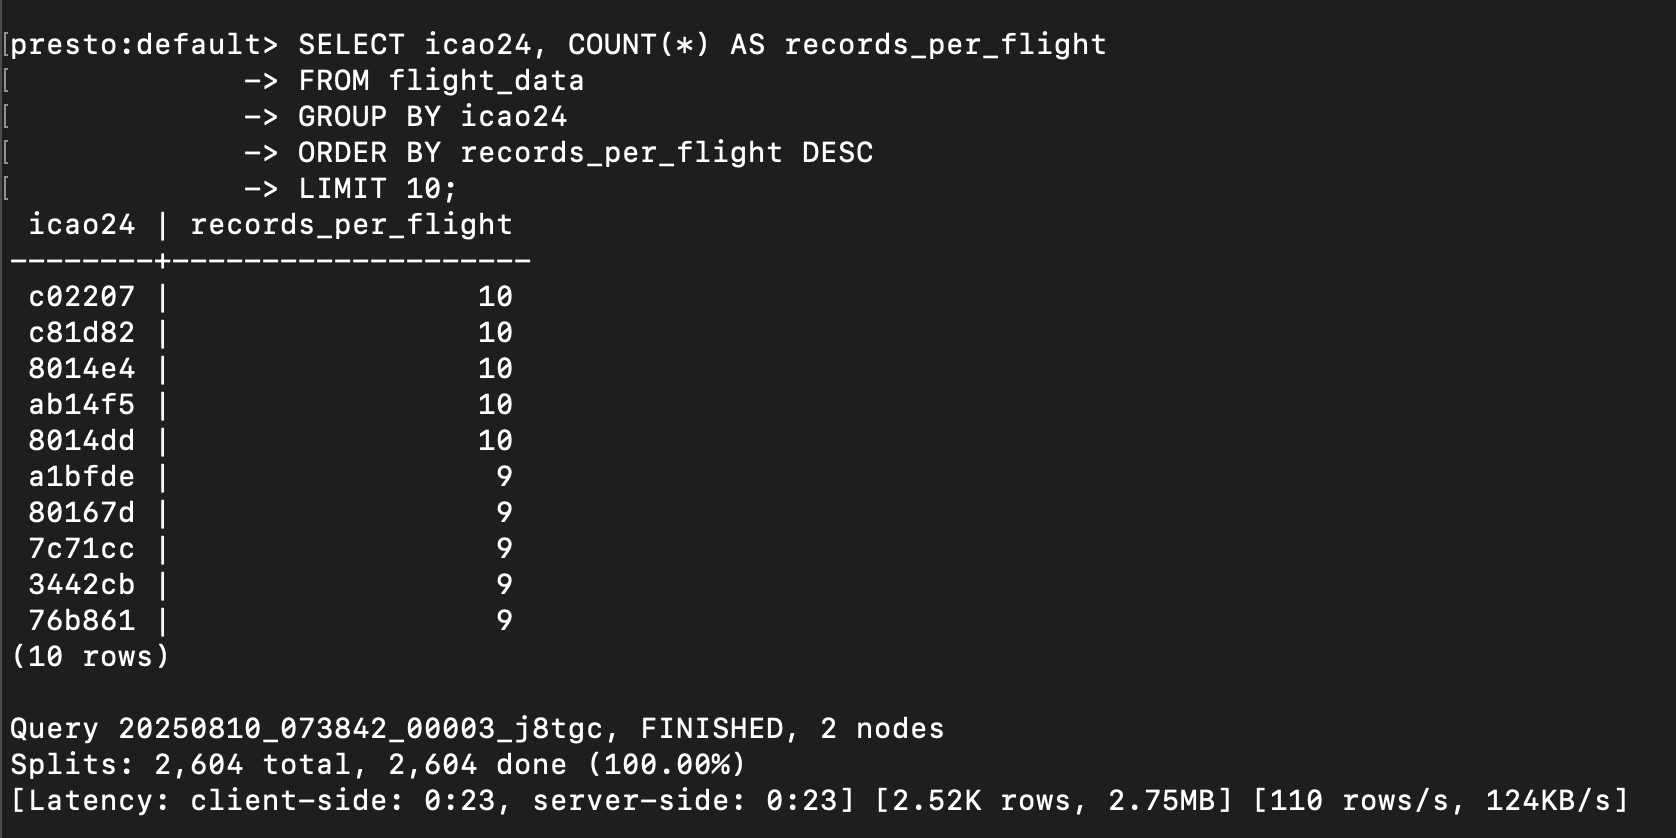 [presto:default> SELECT icao24, COUNT(*) AS records_per_flight
[ -> FROM flight_data
[ -> GROUP BY icao24
[ -> ORDER BY records_per_flight DESC
[ -> LIMIT 10;
icao24 | records_per_flight
--------+--------------------
c02207 | 10
c81d82 | 10
8014e4 | 10
ab14f5 | 10
8014dd | 10
a1bfde | 9
80167d | 9
7c71cc | 9
3442cb | 9
76b861 | 9
(10 rows)
Query 20250810_073842_00003_j8tgc, FINISHED, 2 nodes
Splits: 2,604 total, 2,604 done (100.00%)
[Latency: client-side: 0:23, server-side: 0:23] [2.52K rows, 2.75MB] [110 rows/s, 124KB/s]